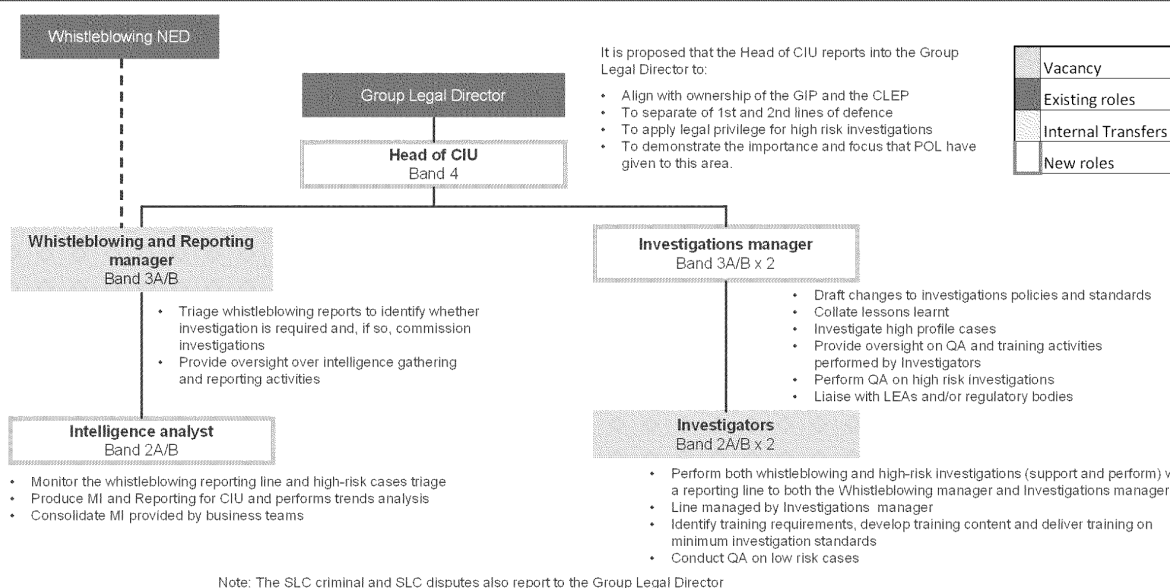 Whistleblowing NED
Group Legal Director
Head of CIU
Band 4
It is proposed that the Head of CIU reports into the Group
Legal Director to:
• Align with ownership of the GIP and the CLEP
• To separate of 1st and 2nd lines of defence
• To apply legal privilege for high risk investigations
• To demonstrate the importance and focus that POL have
given to this area.
Vacancy
Existing roles
Internal Transfers
New roles
Whistleblowing and Reporting
manager
Band 3A/B
• Triage whistleblowing reports to identify whether
investigation is required and, if so, commission
investigations
• Provide oversight over intelligence gathering
and reporting activities
Intelligence analyst
Band 2A/B
• Monitor the whistleblowing reporting line and high-risk cases triage
• Produce MI and Reporting for CIU and performs trends analysis
• Consolidate MI provided by business teams
Investigations manager
Band 3A/B x 2
• Draft changes to investigations policies and standards
• Collate lessons learnt
• Investigate high profile cases
• Provide oversight on QA and training activities
performed by Investigators
• Perform QA on high risk investigations
• Liaise with LEAs and/or regulatory bodies
Investigators
Band 2A/B x 2
• Perform both whistleblowing and high-risk investigations (support and perform)
a reporting line to both the Whistleblowing manager and Investigations manager
• Line managed by Investigations manager
• Identify training requirements, develop training content and deliver training on
minimum investigation standards
• Conduct QA on low risk cases
Note: The SLC criminal and SLC disputes also report to the Group Legal Director